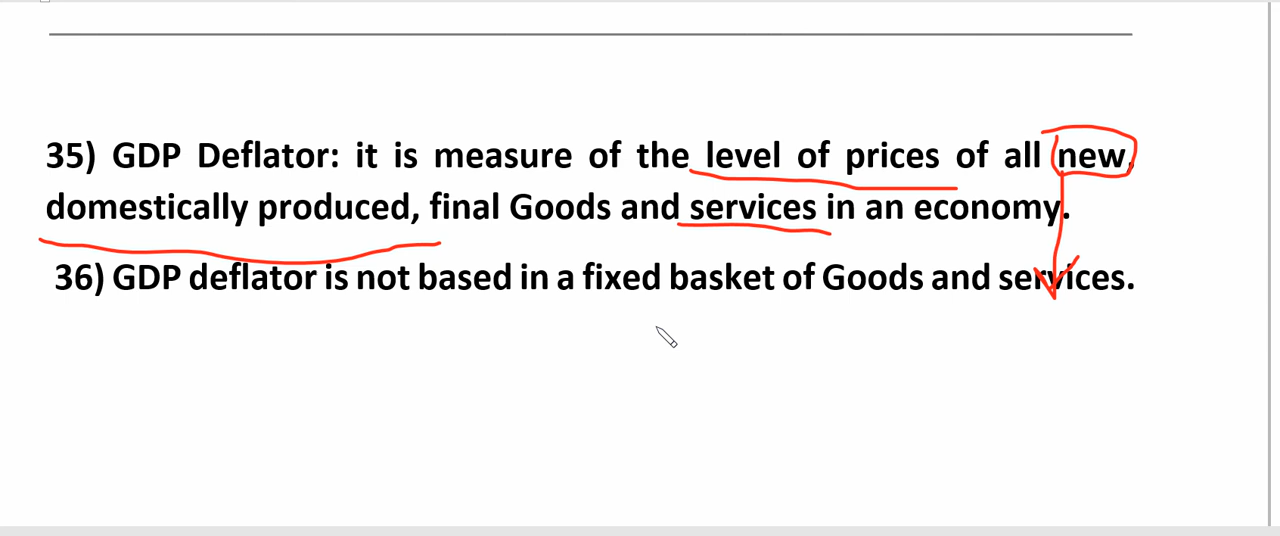 35) GDP Deflator: it is measure of the level of prices of all new,
domestically produced, final Goods and services in an economy.
36) GDP deflator is not based in a fixed basket of Goods and services.